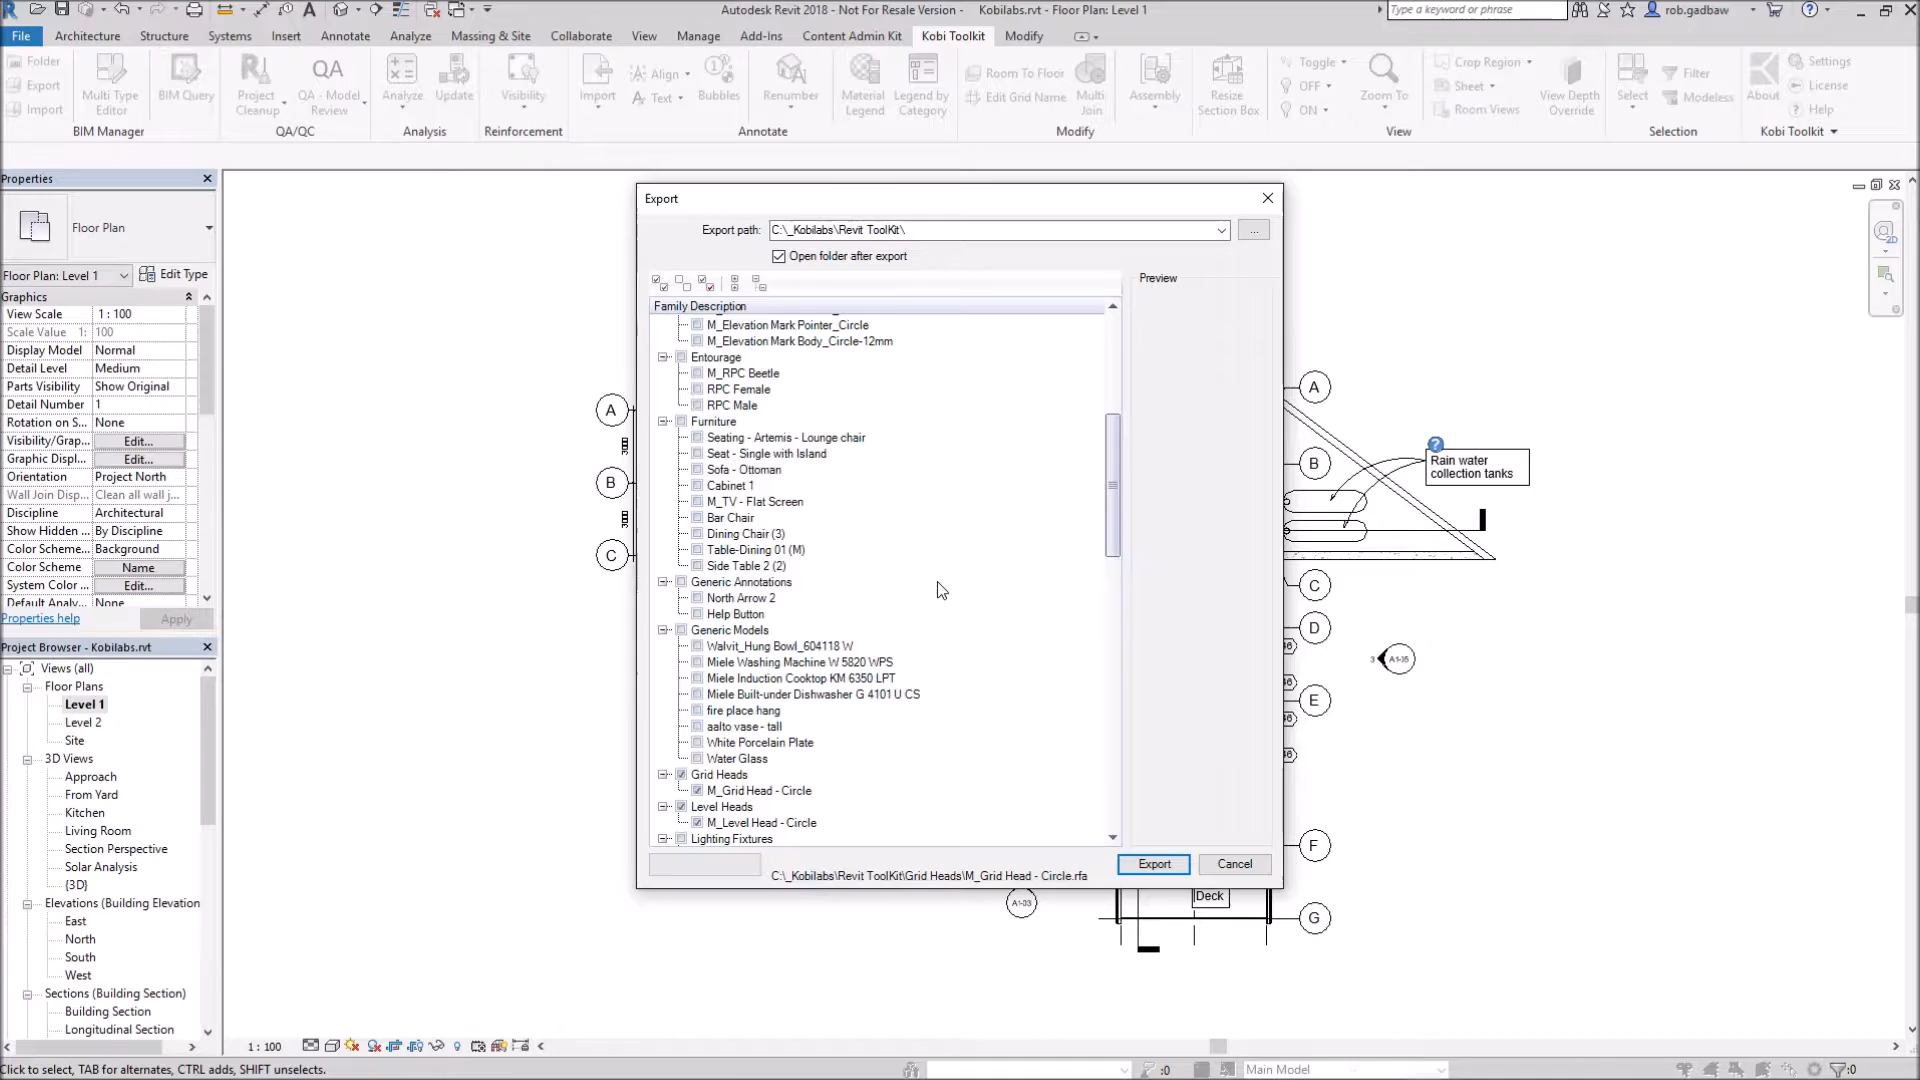 Autodesk Revit 2018 - Not For Resale Version - Kobilabs.rvt - Floor Plan: Level 1
Type a keyword or phrase
rob.gadbaw
File Architecture Structure Systems Insert Annotate Analyze Massing & Site Collaborate View Manage Add-Ins Content Admin Kit Kobi Toolkit Modify
Folder
Export
Import
Multi Type Editor
BIM Query
Project Cleanup
QA - Model Review
Analyze
Update
Visibility
Import
Align
Text
Bubbles
Renumber
Material Legend
Legend by Category
Room To Floor
Edit Grid Name
Multi Join
Assembly
Resize Section Box
Toggle
OFF
ON
Zoom To
Crop Region
Sheet
Room Views
View Depth Override
Select
Filter
Modeless
About
Settings
License
Help
BIM Manager QA/QC Analysis Reinforcement Annotate Modify View Selection Kobi Toolkit
Properties
Floor Plan
Floor Plan: Level 1 Edit Type
Graphics
View Scale 1 : 100
Scale Value 1: 100
Display Model Normal
Detail Level Medium
Parts Visibility Show Original
Detail Number 1
Rotation on S... None
Visibility/Grap... Edit...
Graphic Displ... Edit...
Orientation Project North
Wall Join Disp... Clean all wall j...
Discipline Architectural
Show Hidden ... By Discipline
Color Scheme... Background
Color Scheme Name
System Color ... Edit...
Default Analy... None
Properties help Apply
Project Browser - Kobilabs.rvt
Views (all)
Floor Plans
Level 1
Level 2
Site
3D Views
Approach
From Yard
Kitchen
Living Room
Section Perspective
Solar Analysis
{3D}
Elevations (Building Elevation
East
North
South
West
Sections (Building Section)
Building Section
Longitudinal Section
Export
Export path: C:\_Kobilabs\Revit ToolKit\ ...
Open folder after export
Preview
Family Description
M_Elevation Mark Pointer_Circle
M_Elevation Mark Body_Circle-12mm
Entourage
M_RPC Beetle
RPC Female
RPC Male
Furniture
Seating - Artemis - Lounge chair
Seat - Single with Island
Sofa - Ottoman
Cabinet 1
M_TV - Flat Screen
Bar Chair
Dining Chair (3)
Table-Dining 01 (M)
Side Table 2 (2)
Generic Annotations
North Arrow 2
Help Button
Generic Models
Walvit_Hung Bowl_604118 W
Miele Washing Machine W 5820 WPS
Miele Induction Cooktop KM 6350 LPT
Miele Built-under Dishwasher G 4101 U CS
fire place hang
aalto vase - tall
White Porcelain Plate
Water Glass
Grid Heads
M_Grid Head - Circle
Level Heads
M_Level Head - Circle
Lighting Fixtures
Export Cancel
C:\_Kobilabs\Revit ToolKit\Grid Heads\M_Grid Head - Circle.rfa
A
B
C
A
B
C
D
E
F
G
Rain water
collection tanks
3 A1-35
A1-03
Deck
2D
1 : 100
Click to select, TAB for alternates, CTRL adds, SHIFT unselects.
:0
Main Model
:0